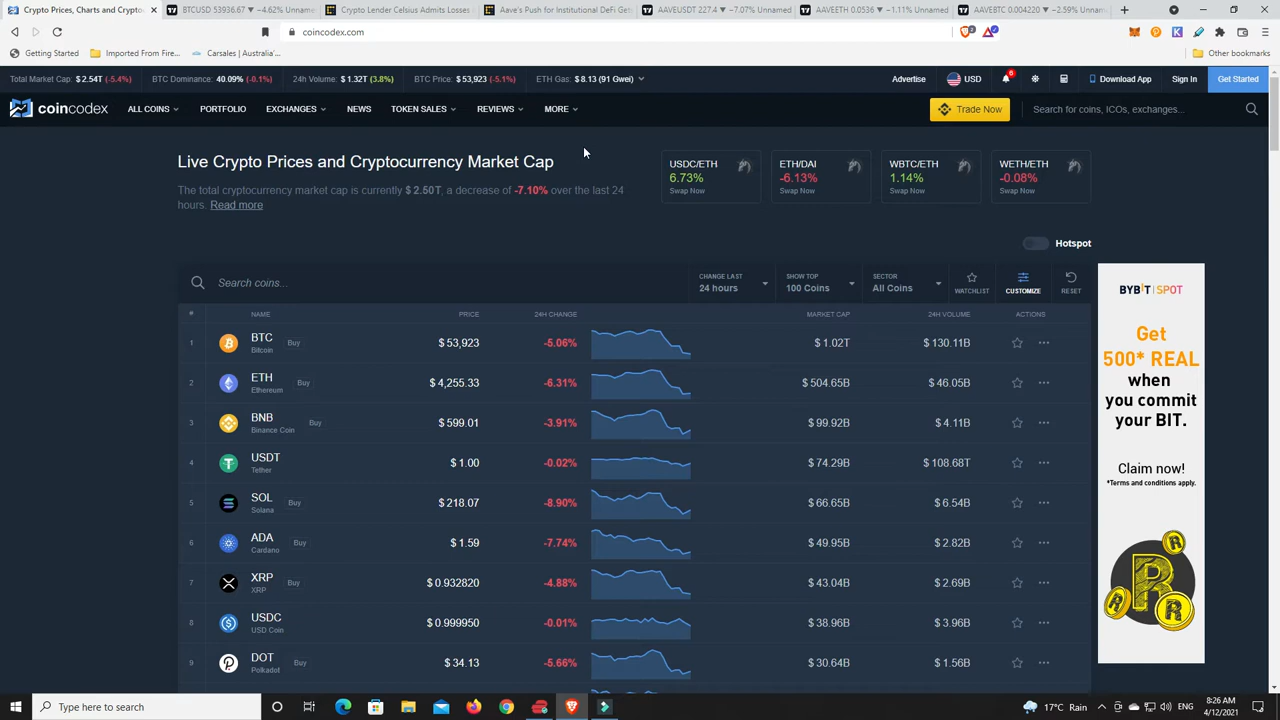 Crypto Prices, Charts and Crypto
BTCUSD 53936.67 ▼ −4.62% Unnamed
Crypto Lender Celsius Admits Losses
Aave's Push for Institutional DeFi Get
AAVEUSDT 227.4 ▼ −7.07% Unnamed
AAVEETH 0.0536 ▼ −1.11% Unnamed
AAVEBTC 0.004220 ▼ −2.59% Unna
coincodex.com
Getting Started
Imported From Fire...
Carsales | Australia'...
Other bookmarks
Total Market Cap: $ 2.54T (-5.4%)
BTC Dominance: 40.09% (-0.1%)
24h Volume: $ 1.32T (3.8%)
BTC Price: $ 53,923 (-5.1%)
ETH Gas: $ 8.13 (91 Gwei)
Advertise
USD
6
Download App
Sign In
Get Started
coincodex
ALL COINS
PORTFOLIO
EXCHANGES
NEWS
TOKEN SALES
REVIEWS
MORE
Trade Now
Search for coins, ICOs, exchanges...
Live Crypto Prices and Cryptocurrency Market Cap
The total cryptocurrency market cap is currently $ 2.50T, a decrease of -7.10% over the last 24
hours. Read more
USDC/ETH
6.73%
Swap Now
ETH/DAI
-6.13%
Swap Now
WBTC/ETH
1.14%
Swap Now
WETH/ETH
-0.08%
Swap Now
Hotspot
Search coins...
CHANGE LAST
24 hours
SHOW TOP
100 Coins
SECTOR
All Coins
WATCHLIST
CUSTOMIZE
RESET
# NAME PRICE 24H CHANGE MARKET CAP 24H VOLUME ACTIONS
1 BTC Bitcoin Buy $ 53,923 -5.06% $ 1.02T $ 130.11B
2 ETH Ethereum Buy $ 4,255.33 -6.31% $ 504.65B $ 46.05B
3 BNB Binance Coin Buy $ 599.01 -3.91% $ 99.92B $ 4.11B
4 USDT Tether $ 1.00 -0.02% $ 74.29B $ 108.68T
5 SOL Solana Buy $ 218.07 -8.90% $ 66.65B $ 6.54B
6 ADA Cardano Buy $ 1.59 -7.74% $ 49.95B $ 2.82B
7 XRP XRP Buy $ 0.932820 -4.88% $ 43.04B $ 2.69B
8 USDC USD Coin $ 0.999950 -0.01% $ 38.96B $ 3.96B
9 DOT Polkadot Buy $ 34.13 -5.66% $ 30.64B $ 1.56B
BYBIT | SPOT
Get
500* REAL
when
you commit
your BIT.
Claim now!
*Terms and conditions apply.
Type here to search
17°C Rain
8:26 AM
4/12/2021